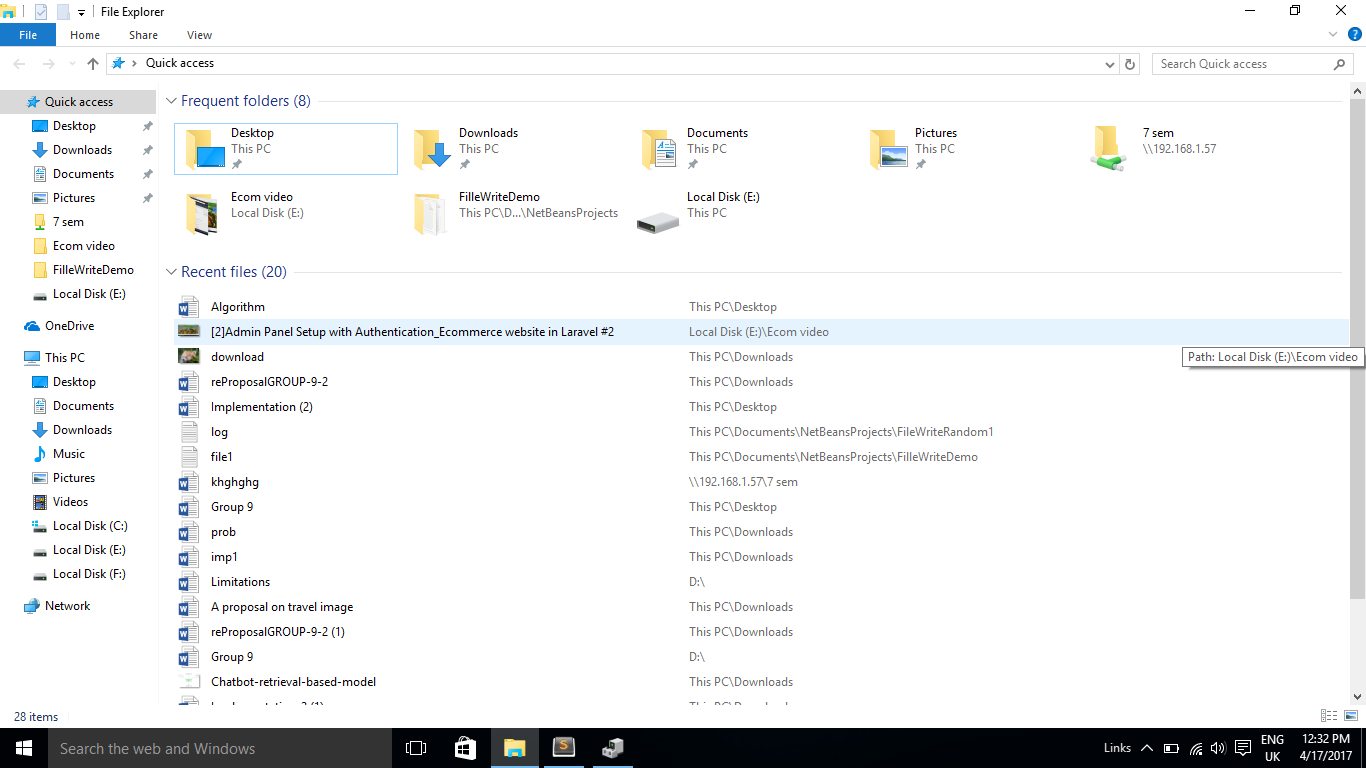 File Explorer
File Home Share View
Quick access
Search Quick access
Quick access
Desktop
Downloads
Documents
Pictures
7 sem
Ecom video
FilleWriteDemo
Local Disk (E:)
OneDrive
This PC
Desktop
Documents
Downloads
Music
Pictures
Videos
Local Disk (C:)
Local Disk (E:)
Local Disk (F:)
Network
Frequent folders (8)
Desktop
This PC
Downloads
This PC
Documents
This PC
Pictures
This PC
7 sem
\\192.168.1.57
Ecom video
Local Disk (E:)
FilleWriteDemo
This PC\D...\NetBeansProjects
Local Disk (E:)
This PC
Recent files (20)
Algorithm This PC\Desktop
[2]Admin Panel Setup with Authentication_Ecommerce website in Laravel #2 Local Disk (E:)\Ecom video
download This PC\Downloads
Path: Local Disk (E:)\Ecom video
reProposalGROUP-9-2 This PC\Downloads
Implementation (2) This PC\Desktop
log This PC\Documents\NetBeansProjects\FileWriteRandom1
file1 This PC\Documents\NetBeansProjects\FilleWriteDemo
khghghg \\192.168.1.57\7 sem
Group 9 This PC\Desktop
prob This PC\Downloads
imp1 This PC\Downloads
Limitations D:\
A proposal on travel image This PC\Downloads
reProposalGROUP-9-2 (1) This PC\Downloads
Group 9 D:\
Chatbot-retrieval-based-model This PC\Downloads
28 items
Search the web and Windows
Links
ENG
UK
12:32 PM
4/17/2017